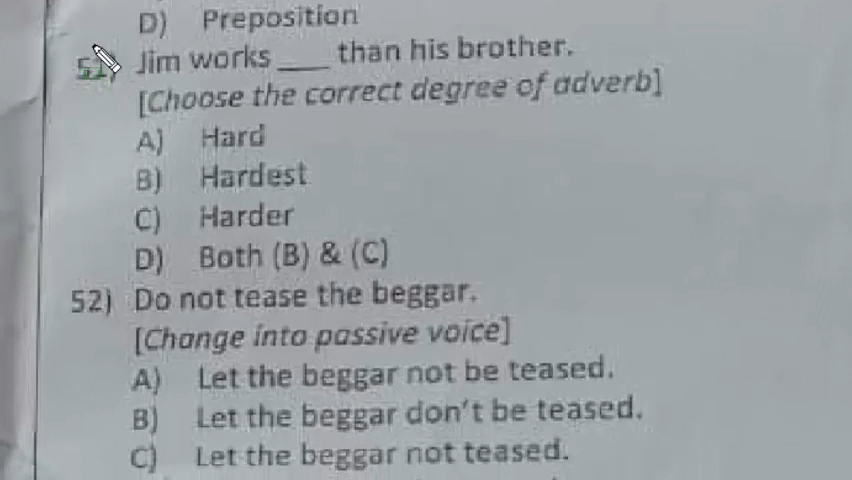 D) Preposition
51) Jim works ____ than his brother.
[Choose the correct degree of adverb]
A) Hard
B) Hardest
C) Harder
D) Both (B) & (C)
52) Do not tease the beggar.
[Change into passive voice]
A) Let the beggar not be teased.
B) Let the beggar don't be teased.
C) Let the beggar not teased.